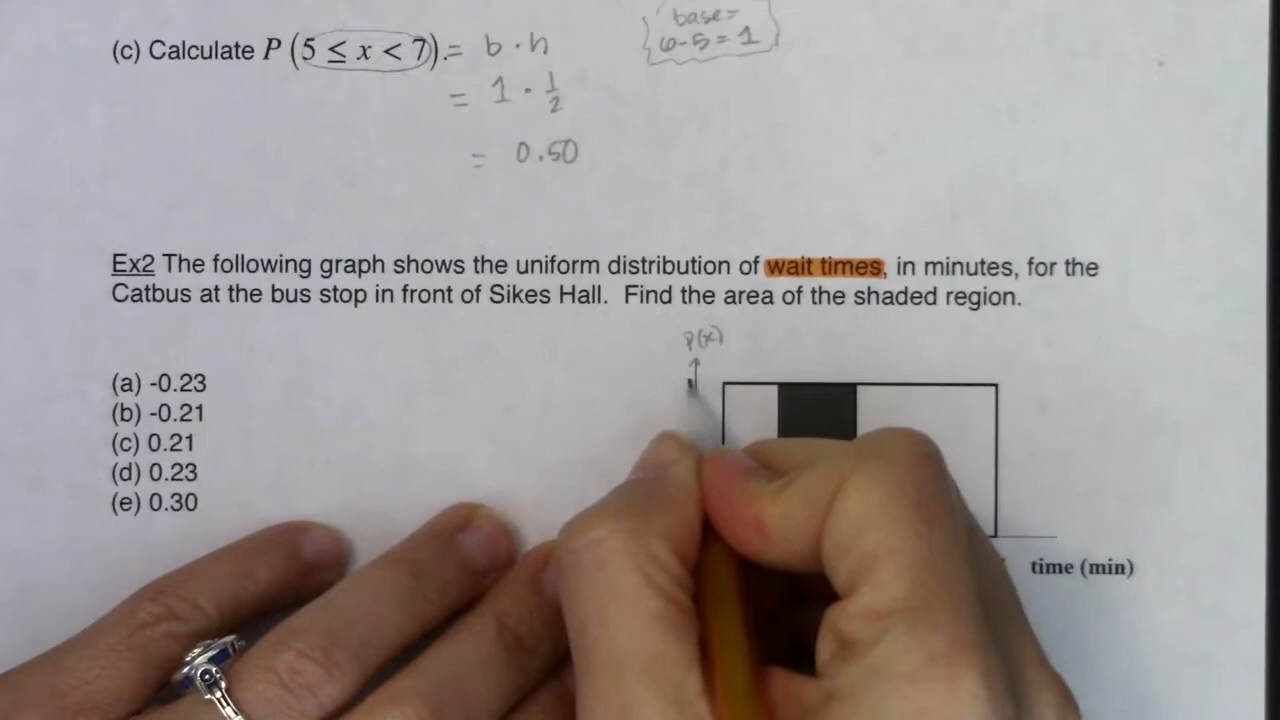 base=
6-5=1
(c) Calculate P (5 ≤ x < 7).= b · h
= 1 · 1/2
= 0.50
Ex2 The following graph shows the uniform distribution of wait times, in minutes, for the
Catbus at the bus stop in front of Sikes Hall. Find the area of the shaded region.
P(x)
(a) -0.23
(b) -0.21
(c) 0.21
(d) 0.23
(e) 0.30
time (min)